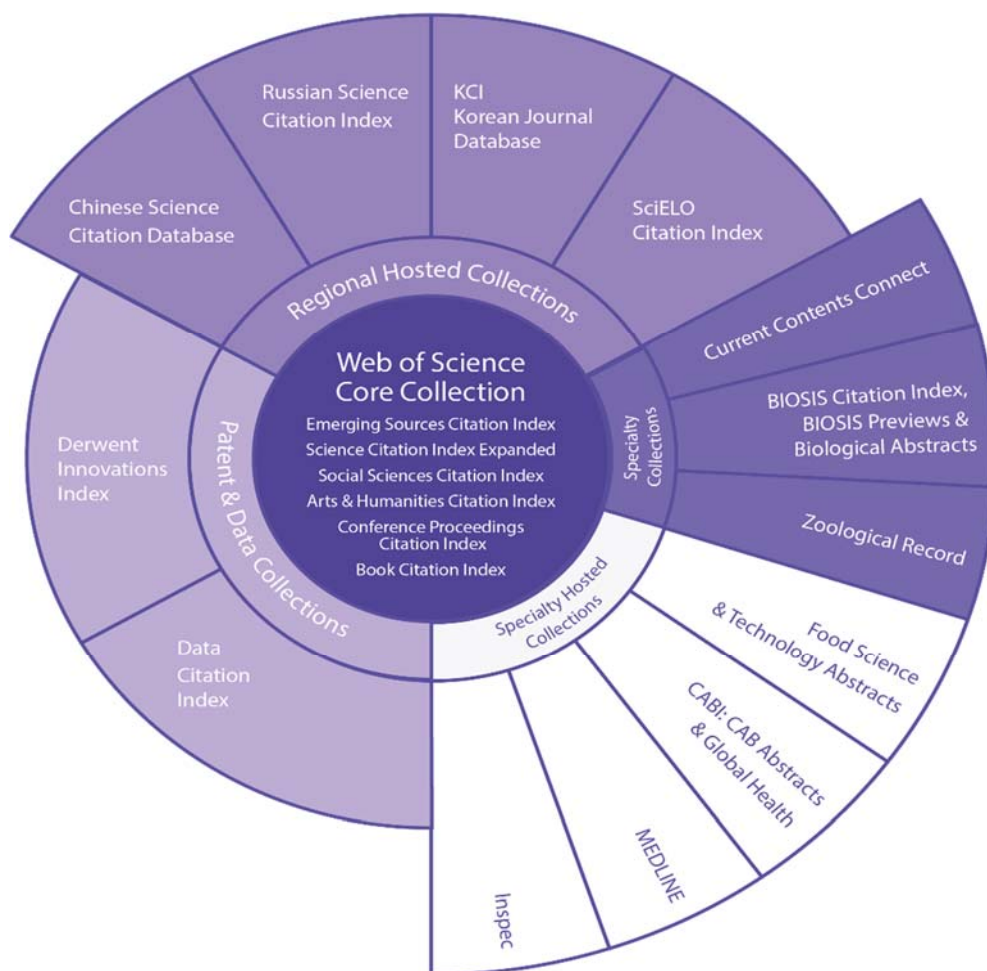 Russian Science
Citation Index
KCI
Korean Journal
Database
Chinese Science
Citation Database
SciELO
Citation Index
Regional Hosted Collections
Current Contents Connect
BIOSIS Citation Index,
BIOSIS Previews &
Biological Abstracts
Zoological Record
Specialty
Collections
Web of Science
Core Collection
Emerging Sources Citation Index
Science Citation Index Expanded
Social Sciences Citation Index
Arts & Humanities Citation Index
Conference Proceedings
Citation Index
Book Citation Index
Patent & Data Collections
Derwent
Innovations
Index
Data
Citation
Index
Specialty Hosted
Collections
Food Science
& Technology Abstracts
CABI: CAB Abstracts
& Global Health
MEDLINE
Inspec